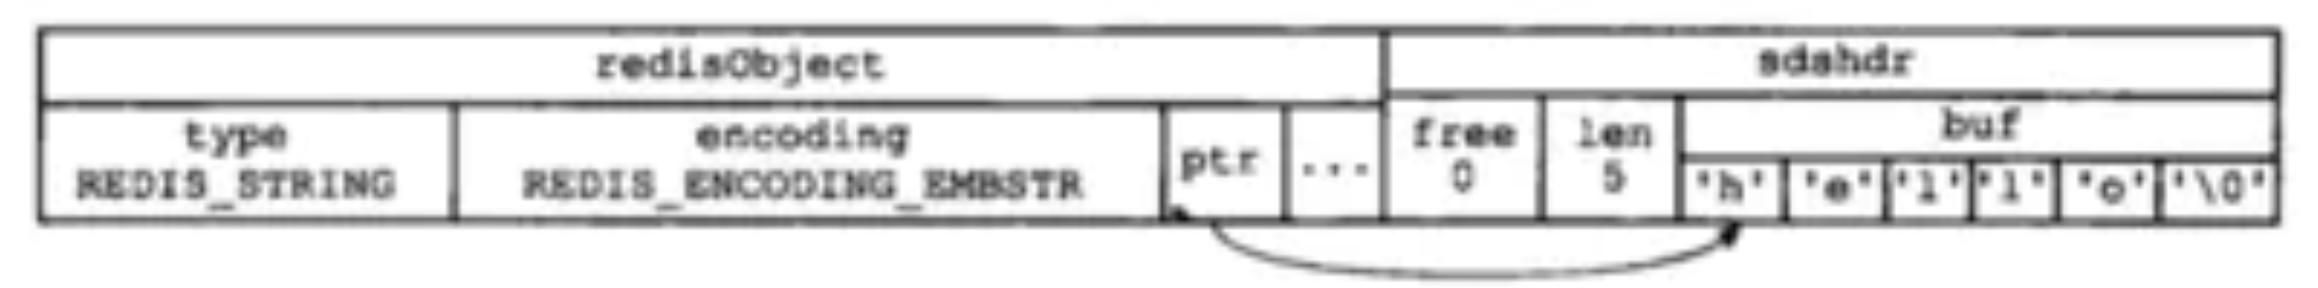 redisObject
sdshdr
type
REDIS_STRING
encoding
REDIS_ENCODING_EMBSTR
ptr
...
free
0
len
5
buf
'h' 'e' 'l' 'l' 'o' '\0'